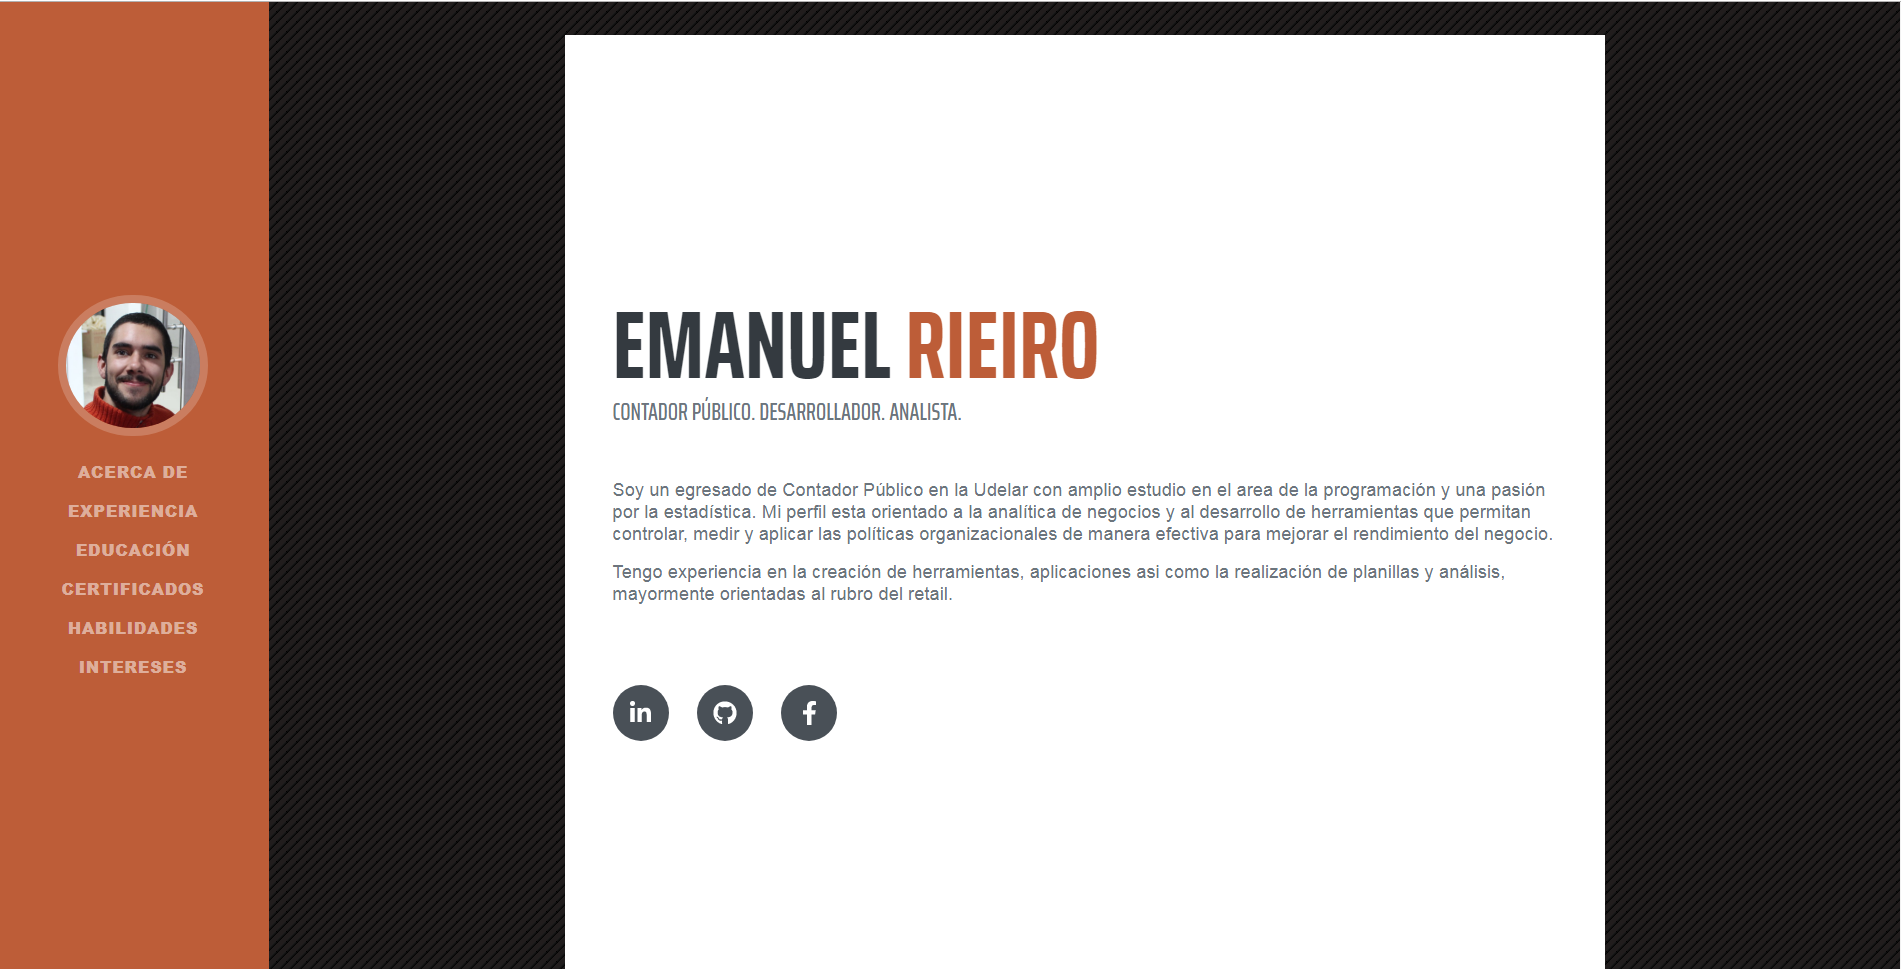 ACERCA DE
EXPERIENCIA
EDUCACIÓN
CERTIFICADOS
HABILIDADES
INTERESES
EMANUEL RIEIRO
CONTADOR PÚBLICO. DESARROLLADOR. ANALISTA.
Soy un egresado de Contador Público en la Udelar con amplio estudio en el area de la programación y una pasión
por la estadística. Mi perfil esta orientado a la analítica de negocios y al desarrollo de herramientas que permitan
controlar, medir y aplicar las políticas organizacionales de manera efectiva para mejorar el rendimiento del negocio.
Tengo experiencia en la creación de herramientas, aplicaciones asi como la realización de planillas y análisis,
mayormente orientadas al rubro del retail.
in
f